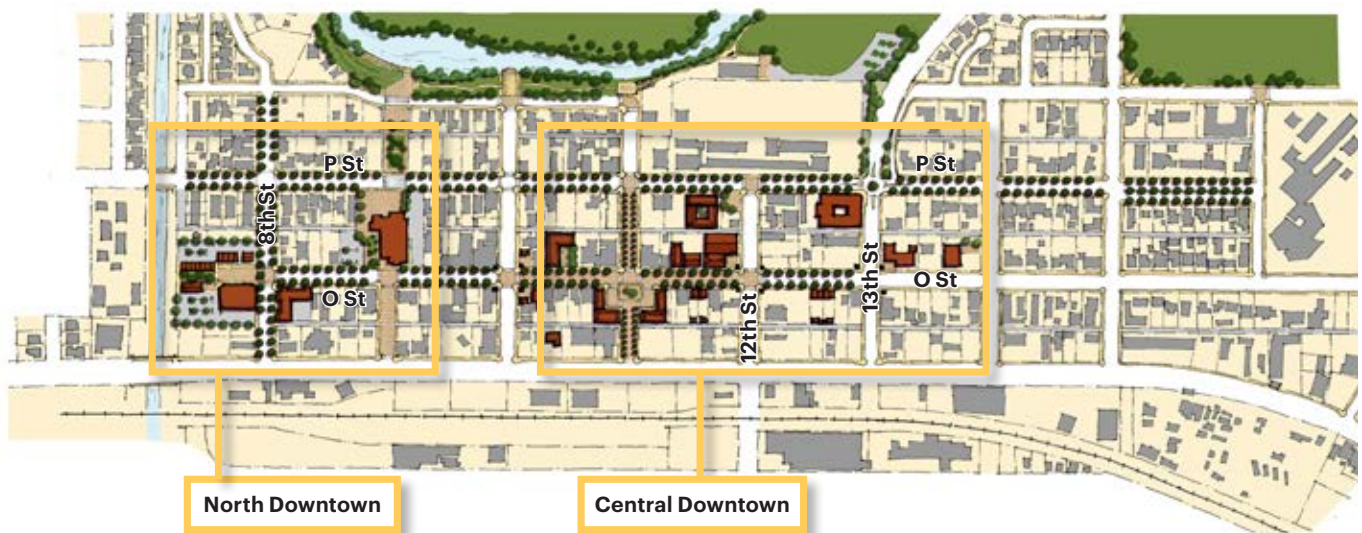 P St
P St
8th St
13th St
O St
O St
12th St
North Downtown
Central Downtown